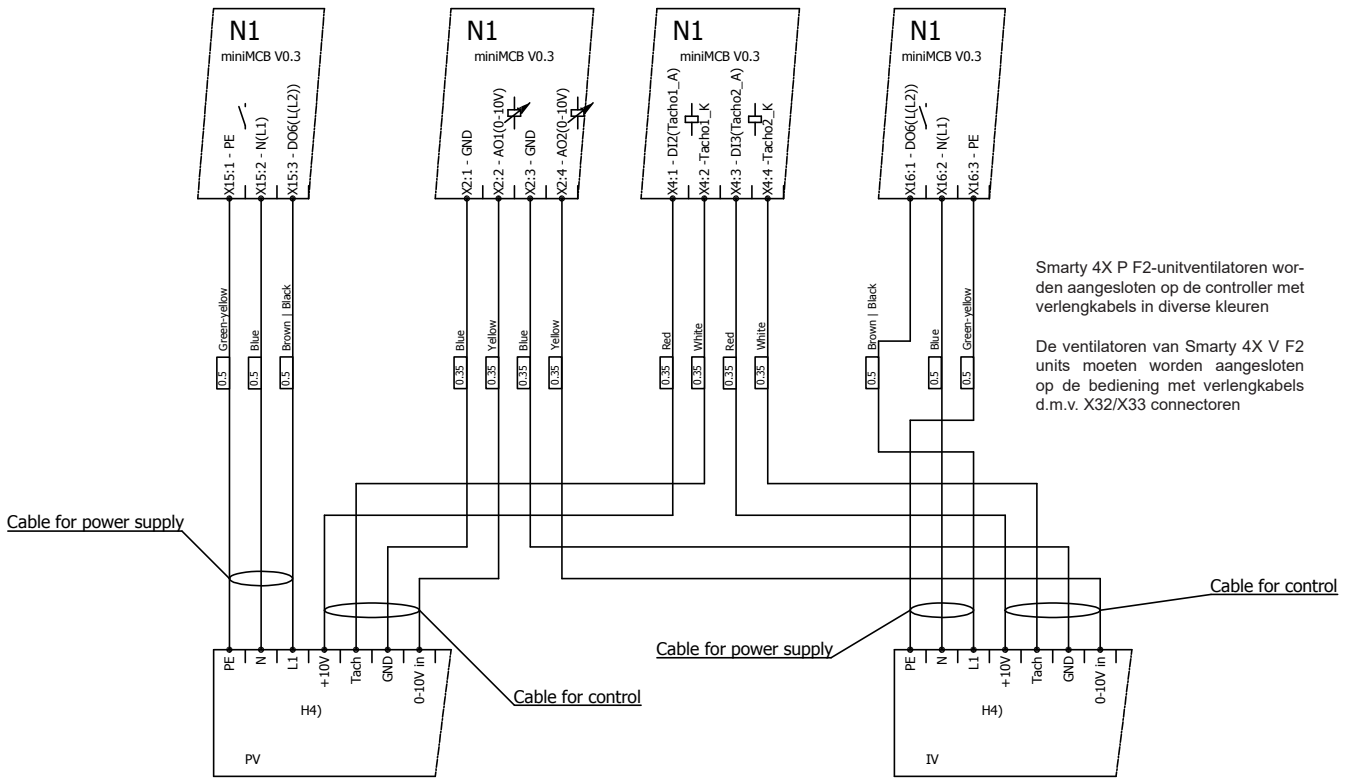 N1
miniMCB V0.3
X15:1 - PE
X15:2 - N(L1)
X15:3 - DO6(L(L2))
N1
miniMCB V0.3
X2:1 - GND
X2:2 - AO1(0-10V)
X2:3 - GND
X2:4 - AO2(0-10V)
N1
miniMCB V0.3
X4:1 - DI2(Tacho1_A)
X4:2 -Tacho1_K
X4:3 - DI3(Tacho2_A)
X4:4 -Tacho2_K
N1
miniMCB V0.3
X16:1 - DO6(L(L2))
X16:2 - N(L1)
X16:3 - PE
0.5 Green-yellow
0.5 Blue
0.5 Brown | Black
0.35 Blue
0.35 Yellow
0.35 Blue
0.35 Yellow
0.35 Red
0.35 White
0.35 Red
0.35 White
0.5 Brown | Black
0.5 Blue
0.5 Green-yellow
Smarty 4X P F2-unitventilatoren wor-
den aangesloten op de controller met
verlengkabels in diverse kleuren
De ventilatoren van Smarty 4X V F2
units moeten worden aangesloten
op de bediening met verlengkabels
d.m.v. X32/X33 connectoren
Cable for power supply
Cable for control
Cable for power supply
Cable for control
PE
N
L1
+10V
Tach
GND
0-10V in
H4)
PV
PE
N
L1
+10V
Tach
GND
0-10V in
H4)
IV